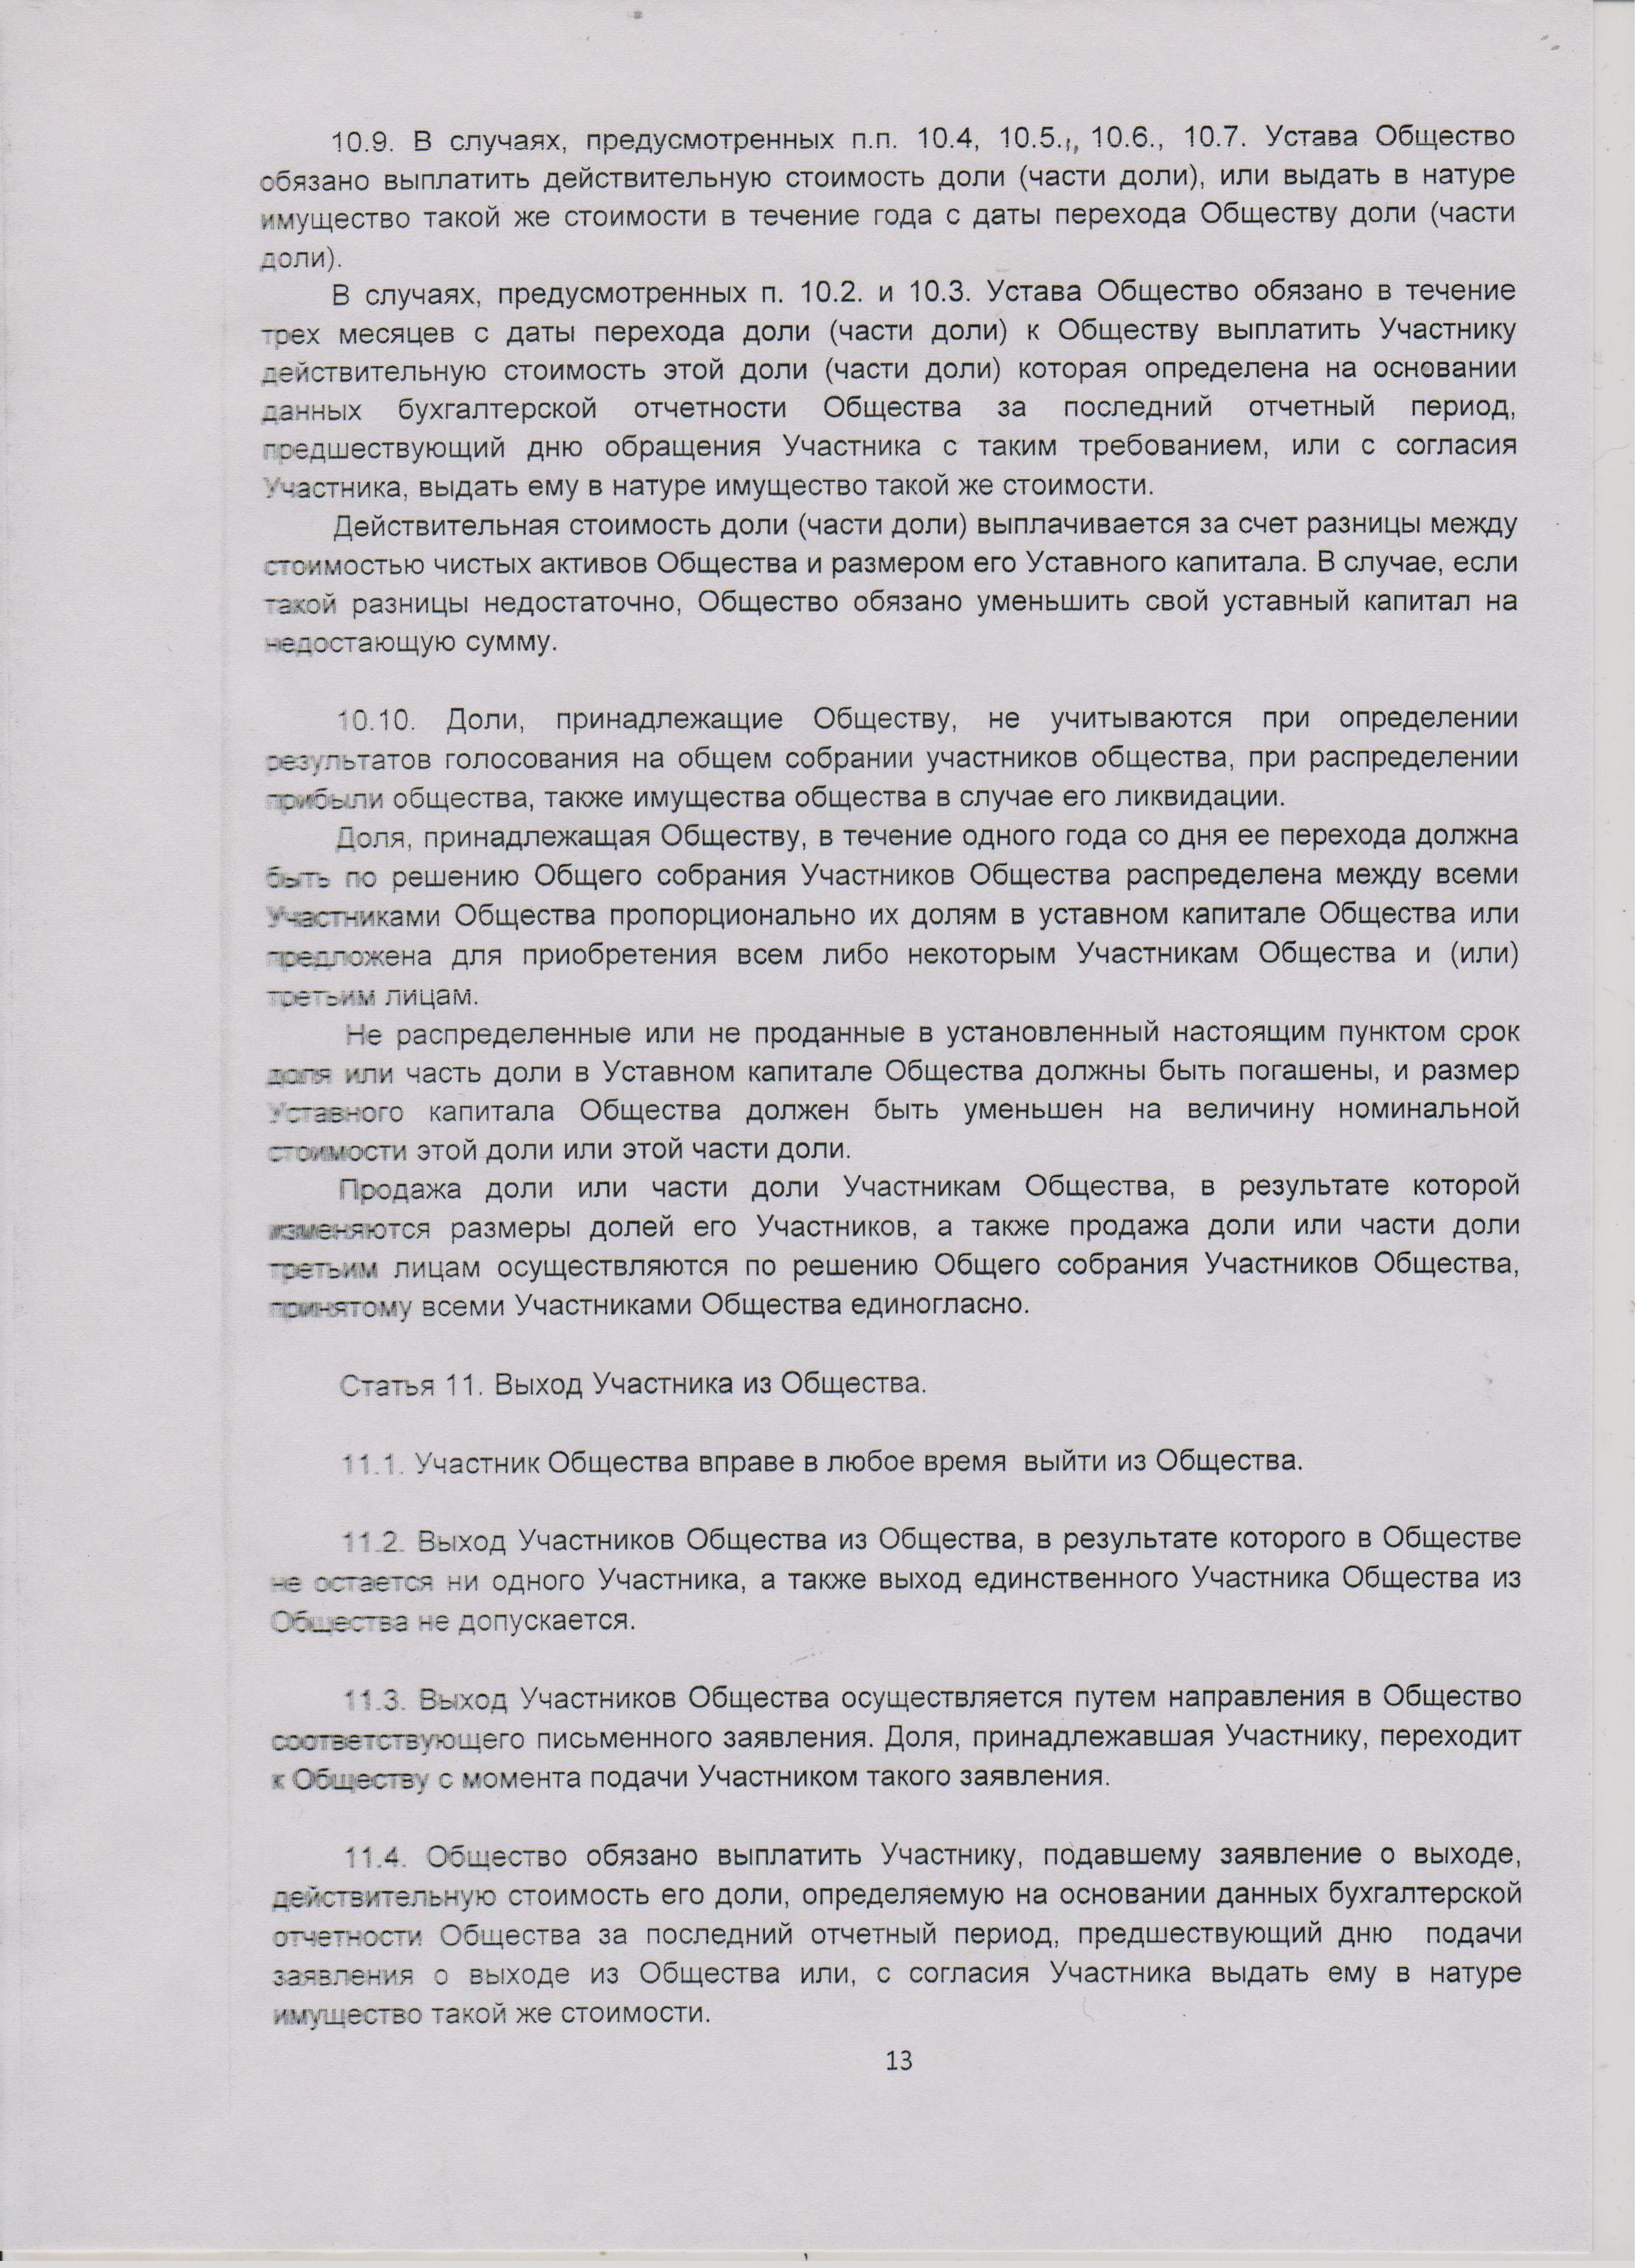 10.9. В случаях, предусмотренных п.п. 10.4, 10.5.,, 10.6., 10.7. Устава Общество
обязано выплатить действительную стоимость доли (части доли), или выдать в натуре
имущество такой же стоимости в течение года с даты перехода Обществу доли (части
доли).
В случаях, предусмотренных п. 10.2. и 10.3. Устава Общество обязано в течение
трех месяцев с даты перехода доли (части доли) к Обществу выплатить Участнику
действительную стоимость этой доли (части доли) которая определена на основании
данных бухгалтерской отчетности Общества за последний отчетный период,
предшествующий дню обращения Участника с таким требованием, или с согласия
Участника, выдать ему в натуре имущество такой же стоимости.
Действительная стоимость доли (части доли) выплачивается за счет разницы между
стоимостью чистых активов Общества и размером его Уставного капитала. В случае, если
такой разницы недостаточно, Общество обязано уменьшить свой уставный капитал на
недостающую сумму.
10.10. Доли, принадлежащие Обществу, не учитываются при определении
результатов голосования на общем собрании участников общества, при распределении
прибыли общества, также имущества общества в случае его ликвидации.
Доля, принадлежащая Обществу, в течение одного года со дня ее перехода должна
быть по решению Общего собрания Участников Общества распределена между всеми
Участниками Общества пропорционально их долям в уставном капитале Общества или
предложена для приобретения всем либо некоторым Участникам Общества и (или)
третьим лицам.
Не распределенные или не проданные в установленный настоящим пунктом срок
доля или часть доли в Уставном капитале Общества должны быть погашены, и размер
Уставного капитала Общества должен быть уменьшен на величину номинальной
стоимости этой доли или этой части доли.
Продажа доли или части доли Участникам Общества, в результате которой
изменяются размеры долей его Участников, а также продажа доли или части доли
третьим лицам осуществляются по решению Общего собрания Участников Общества,
принятому всеми Участниками Общества единогласно.
Статья 11. Выход Участника из Общества.
11.1. Участник Общества вправе в любое время выйти из Общества.
11.2. Выход Участников Общества из Общества, в результате которого в Обществе
не остается ни одного Участника, а также выход единственного Участника Общества из
Общества не допускается.
11.3. Выход Участников Общества осуществляется путем направления в Общество
соответствующего письменного заявления. Доля, принадлежавшая Участнику, переходит
к Обществу с момента подачи Участником такого заявления.
11.4. Общество обязано выплатить Участнику, подавшему заявление о выходе,
действительную стоимость его доли, определяемую на основании данных бухгалтерской
отчетности Общества за последний отчетный период, предшествующий дню подачи
заявления о выходе из Общества или, с согласия Участника выдать ему в натуре
имущество такой же стоимости.
13